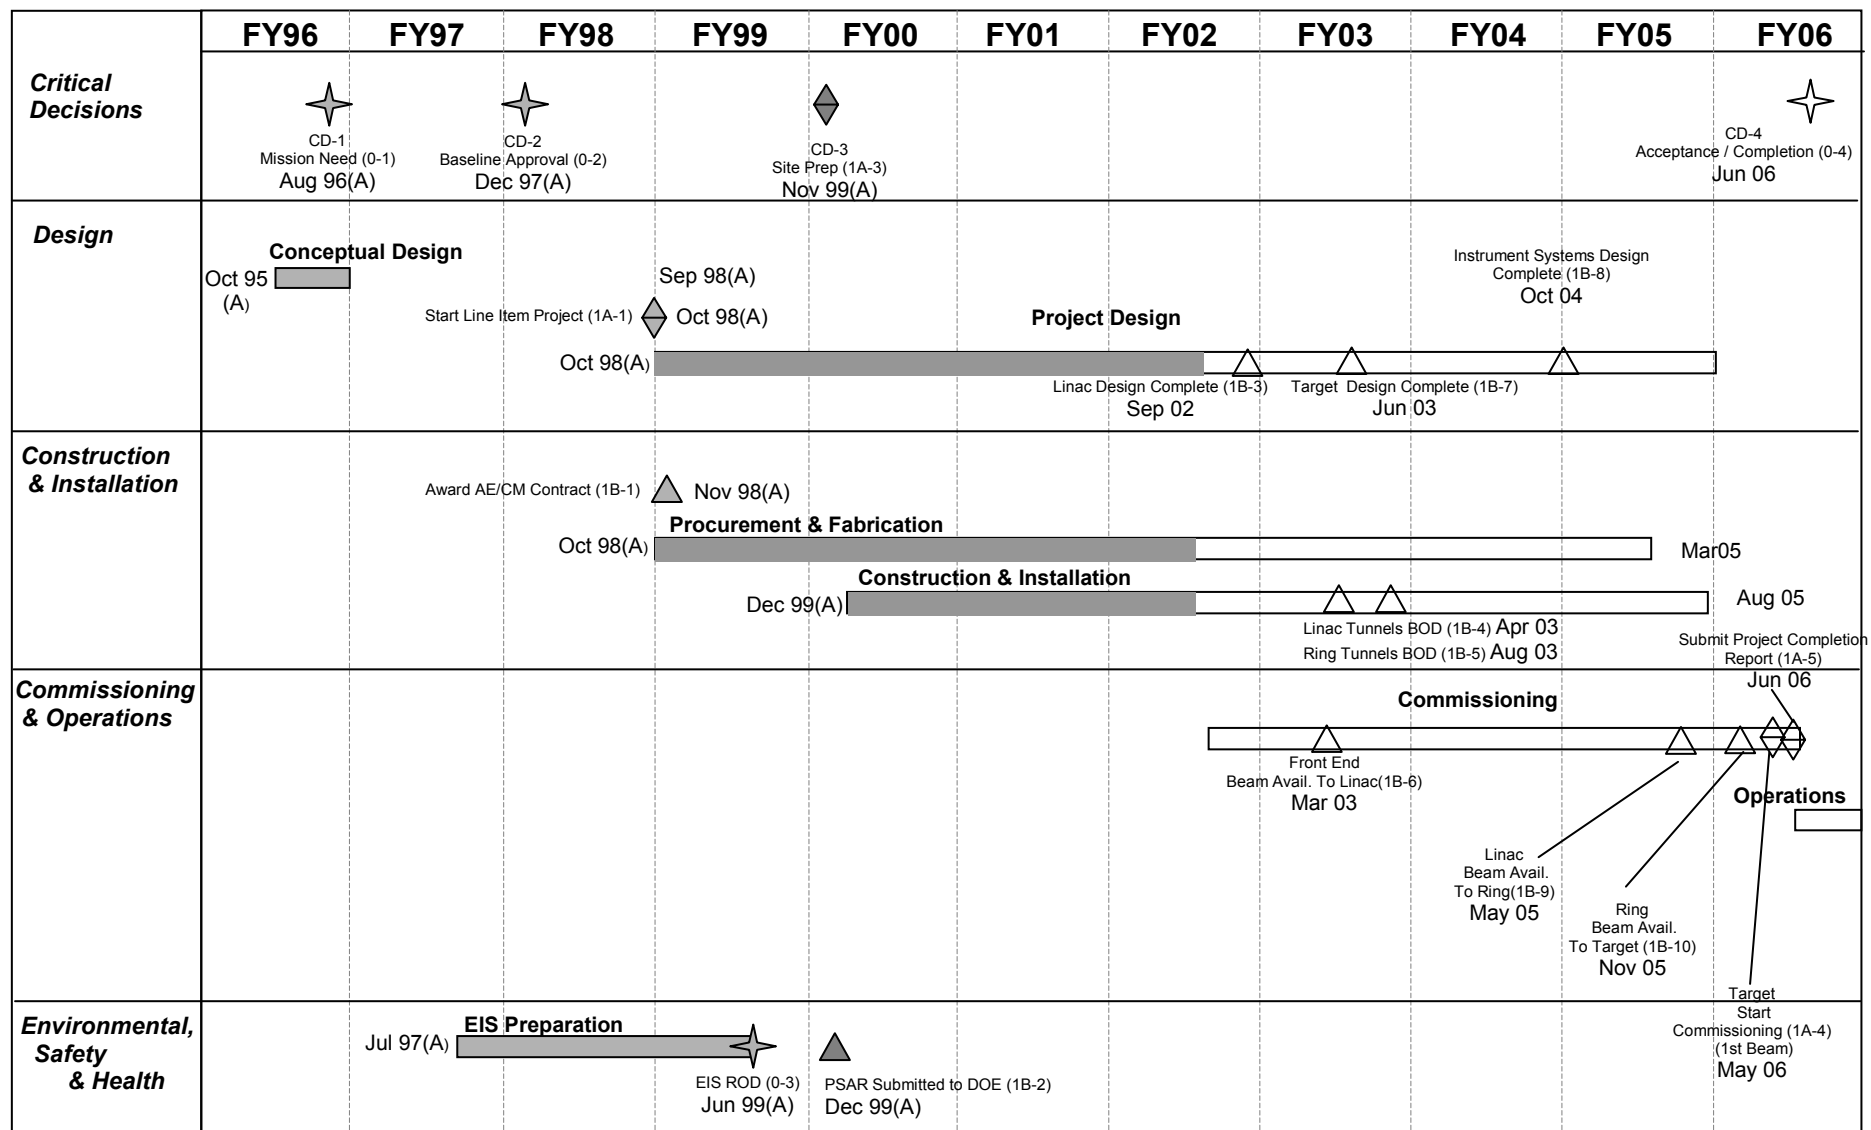 FY96 FY97 FY98 FY99 FY00 FY01 FY02 FY03 FY04 FY05 FY06
Critical
Decisions
CD-1
Mission Need (0-1)
Aug 96(A)
CD-2
Baseline Approval (0-2)
Dec 97(A)
CD-3
Site Prep (1A-3)
Nov 99(A)
CD-4
Acceptance / Completion (0-4)
Jun 06
Design
Conceptual Design
Oct 95
(A)
Sep 98(A)
Start Line Item Project (1A-1)
Oct 98(A)
Project Design
Instrument Systems Design
Complete (1B-8)
Oct 04
Oct 98(A)
Linac Design Complete (1B-3)
Sep 02
Target Design Complete (1B-7)
Jun 03
Construction
& Installation
Award AE/CM Contract (1B-1)
Nov 98(A)
Procurement & Fabrication
Oct 98(A)
Mar05
Construction & Installation
Dec 99(A)
Aug 05
Linac Tunnels BOD (1B-4) Apr 03
Ring Tunnels BOD (1B-5) Aug 03
Submit Project Completion
Report (1A-5)
Jun 06
Commissioning
& Operations
Commissioning
Front End
Beam Avail. To Linac(1B-6)
Mar 03
Operations
Linac
Beam Avail.
To Ring(1B-9)
May 05
Ring
Beam Avail.
To Target (1B-10)
Nov 05
Target
Start
Commissioning (1A-4)
(1st Beam)
May 06
Environmental,
Safety
& Health
EIS Preparation
Jul 97(A)
EIS ROD (0-3)
Jun 99(A)
PSAR Submitted to DOE (1B-2)
Dec 99(A)